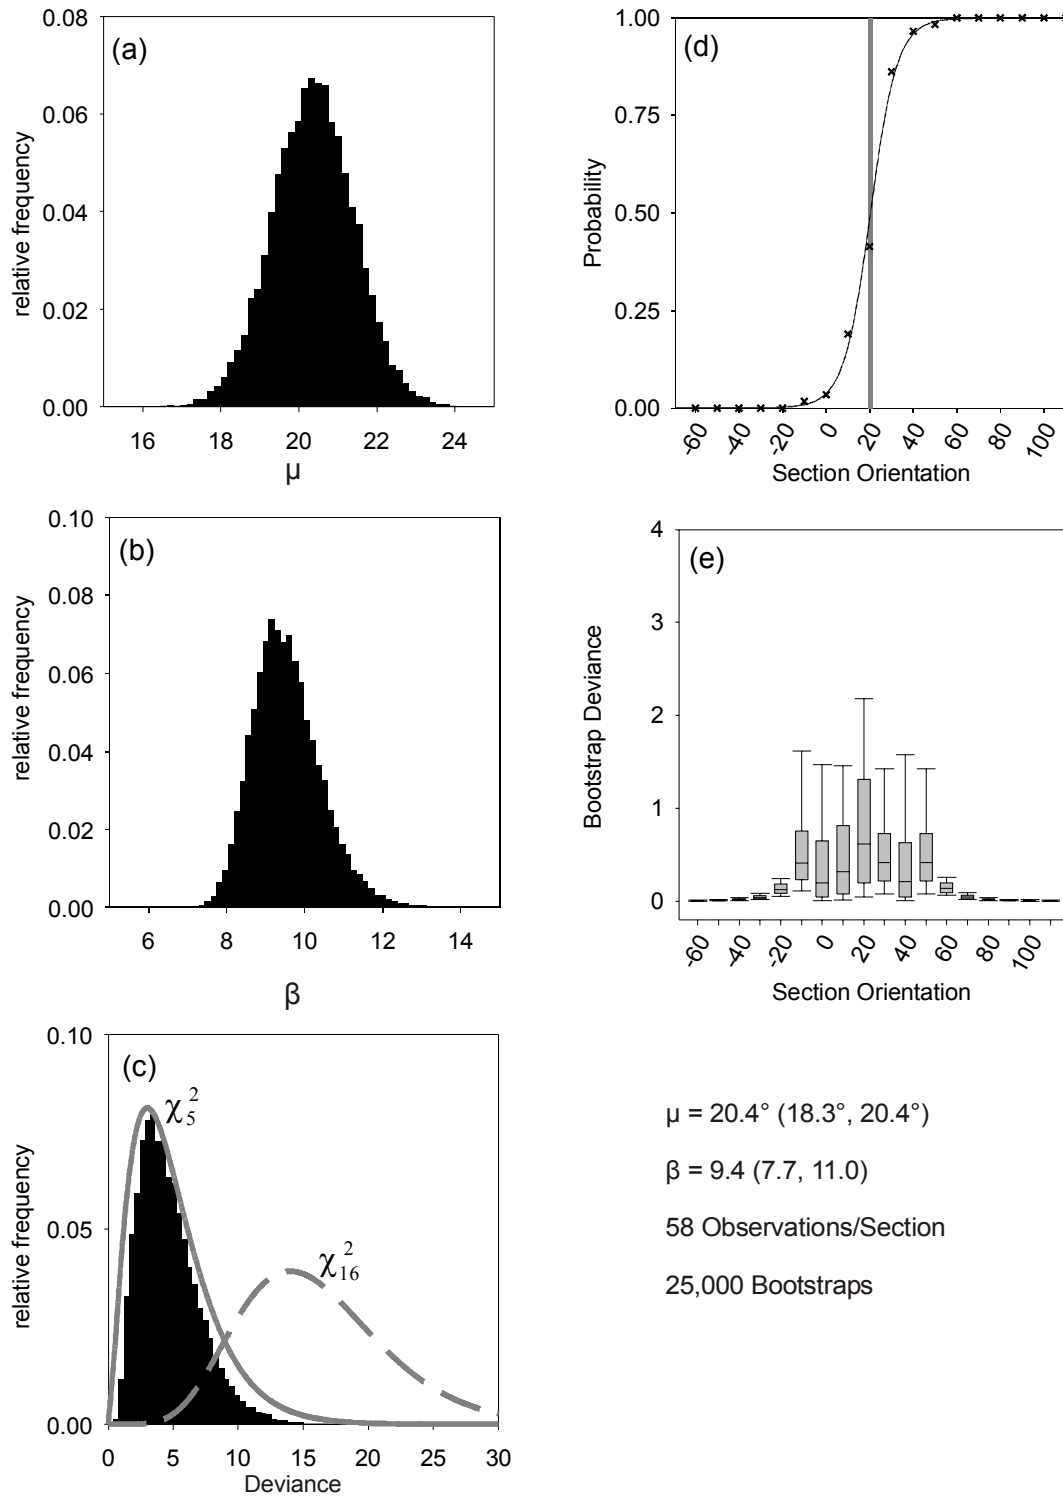 (a)
relative frequency
0.08
0.06
0.04
0.02
0.00
16 18 20 22 24
μ
(d)
Probability
1.00
0.75
0.50
0.25
0.00
-60 -40 -20 0 20 40 60 80 100
Section Orientation
(b)
relative frequency
0.10
0.08
0.06
0.04
0.02
0.00
6 8 10 12 14
β
(e)
Bootstrap Deviance
4
3
2
1
0
-60 -40 -20 0 20 40 60 80 100
Section Orientation
(c)
relative frequency
0.10
0.05
0.00
χ₅²
χ₁₆²
0 5 10 15 20 25 30
Deviance
μ = 20.4° (18.3°, 20.4°)
β = 9.4 (7.7, 11.0)
58 Observations/Section
25,000 Bootstraps